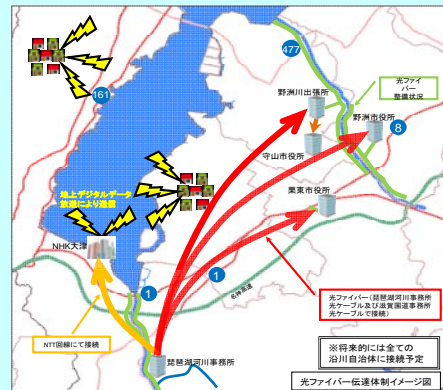 477
光ファイ
バー
整備状況
161
野洲川出張所
野洲市役所
8
守山市役所
地上デジタルデータ
放送により送信
栗東市役所
NHK大津
1
名神高速
1
光ファイバー(琵琶湖河川事務所
光ケーブル及び滋賀国道事務所
光ケーブルで接続)
NTT回線にて接続
※将来的には全ての
沿川自治体に接続予定
琵琶湖河川事務所
光ファイバー伝達体制イメージ図